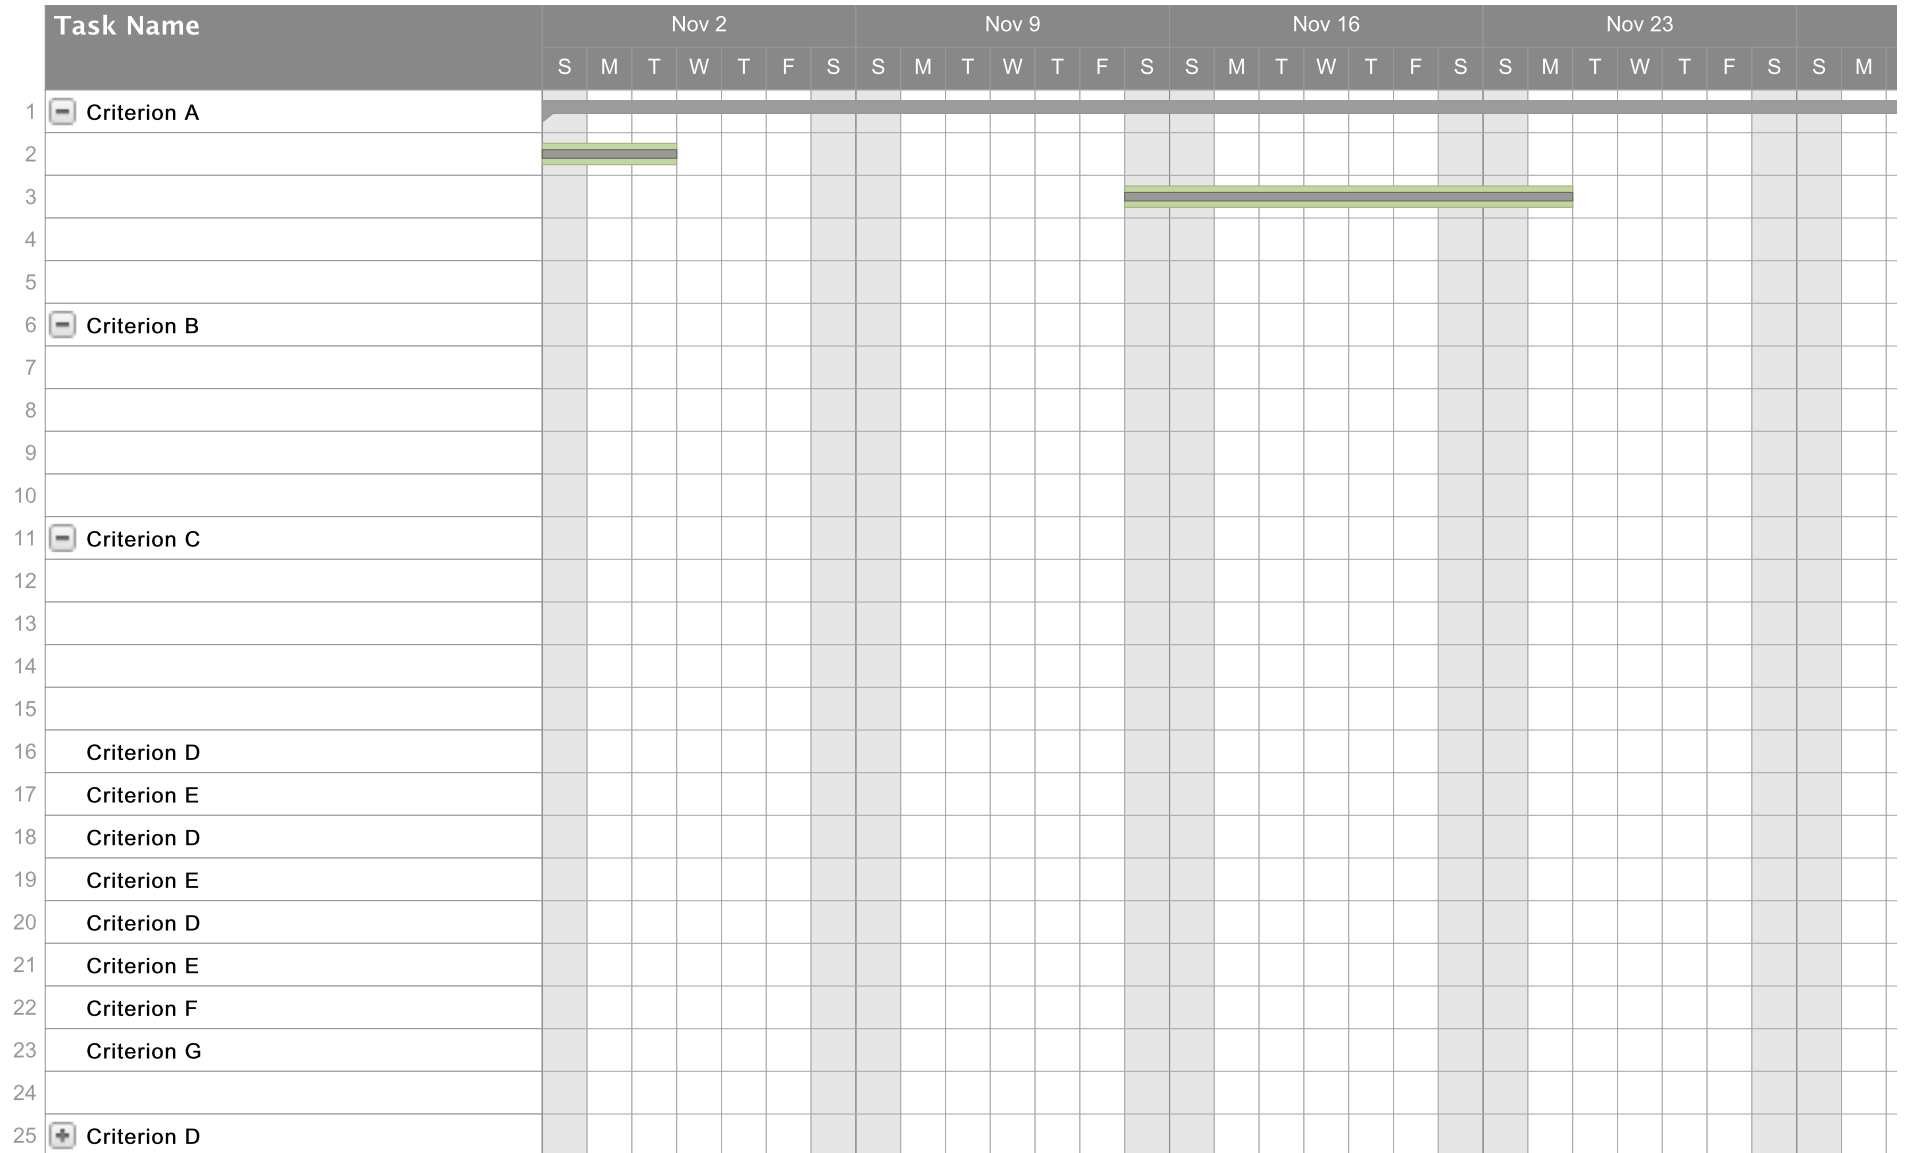 Task Name
Nov 2 Nov 9 Nov 16 Nov 23
S M T W T F S S M T W T F S S M T W T F S S M T W T F S S M
1 Criterion A
2
3
4
5
6 Criterion B
7
8
9
10
11 Criterion C
12
13
14
15
16 Criterion D
17 Criterion E
18 Criterion D
19 Criterion E
20 Criterion D
21 Criterion E
22 Criterion F
23 Criterion G
24
25 Criterion D